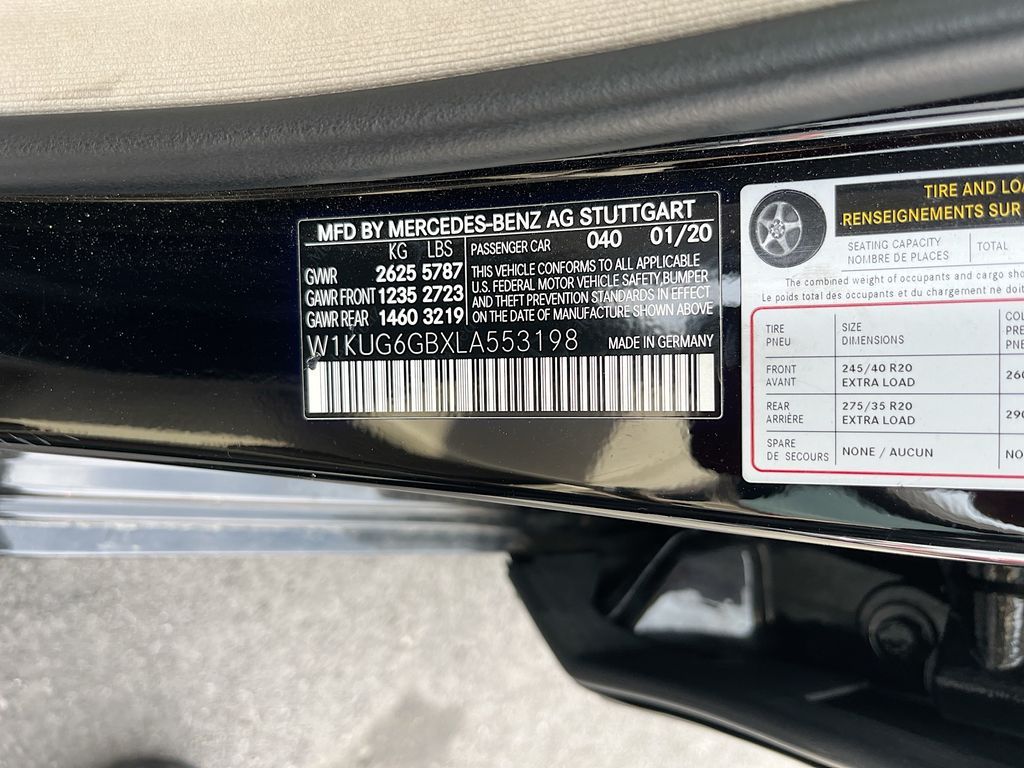 MFD BY MERCEDES-BENZ AG STUTTGART
KG LBS
GVWR 2625 5787
GAWR FRONT 1235 2723
GAWR REAR 1460 3219
PASSENGER CAR 040 01/20
THIS VEHICLE CONFORMS TO ALL APPLICABLE
U.S. FEDERAL MOTOR VEHICLE SAFETY,BUMPER
AND THEFT PREVENTION STANDARDS IN EFFECT
ON THE DATE OF MANUFACTURE SHOWN ABOVE
W1KUG6GBXLA553198 MADE IN GERMANY
TIRE AND
RENSEIGNEMENTS SUR
SEATING CAPACITY TOTAL
NOMBRE DE PLACES
The combined weight of occupants and cargo
Le poids total des occupants et du chargement ne doit
TIRE SIZE
PNEU DIMENSIONS
FRONT 245/40 R20
AVANT EXTRA LOAD
REAR 275/35 R20
ARRIÈRE EXTRA LOAD
SPARE NONE / AUCUN
DE SECOURS